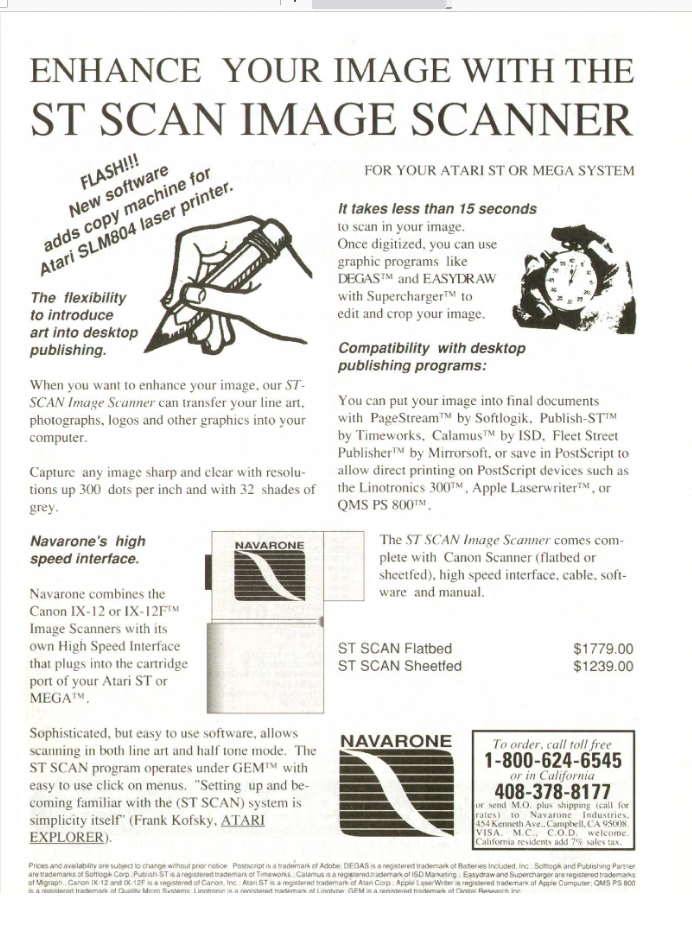 ENHANCE YOUR IMAGE WITH THE
ST SCAN IMAGE SCANNER
FLASH!!!
New software
adds copy machine for
Atari SLM804 laser printer.
The flexibility
to introduce
art into desktop
publishing.
When you want to enhance your image, our ST-
SCAN Image Scanner can transfer your line art,
photographs, logos and other graphics into your
computer.
Capture any image sharp and clear with resolu-
tions up 300 dots per inch and with 32 shades of
grey.
Navarone's high
speed interface.
Navarone combines the
Canon IX-12 or IX-12F™
Image Scanners with its
own High Speed Interface
that plugs into the cartridge
port of your Atari ST or
MEGA™.
NAVARONE
Sophisticated, but easy to use software, allows
scanning in both line art and half tone mode. The
ST SCAN program operates under GEM™ with
easy to use click on menus. "Setting up and be-
coming familiar with the (ST SCAN) system is
simplicity itself" (Frank Kofsky, ATARI
EXPLORER).
FOR YOUR ATARI ST OR MEGA SYSTEM
It takes less than 15 seconds
to scan in your image.
Once digitized, you can use
graphic programs like
DEGAS™ and EASYDRAW
with Supercharger™ to
edit and crop your image.
Compatibility with desktop
publishing programs:
You can put your image into final documents
with PageStream™ by Softlogik, Publish-ST™
by Timeworks, Calamus™ by ISD, Fleet Street
Publisher™ by Mirrorsoft, or save in PostScript to
allow direct printing on PostScript devices such as
the Linotronics 300™, Apple Laserwriter™, or
QMS PS 800™.
The ST SCAN Image Scanner comes com-
plete with Canon Scanner (flatbed or
sheetfed), high speed interface, cable, soft-
ware and manual.
ST SCAN Flatbed $1779.00
ST SCAN Sheetfed $1239.00
NAVARONE
To order, call toll free
1-800-624-6545
or in California
408-378-8177
or send M.O. plus shipping (call for
rates) to Navarone Industries,
454 Kenneth Ave., Campbell, CA 95008.
VISA, M.C., C.O.D. welcome.
California residents add 7% sales tax.
Prices and availability are subject to change without prior notice. Postscript is a trademark of Adobe; DEGAS is a registered trademark of Batteries Included, Inc.; Softlogik and Publishing Partner
are trademarks of Softlogik Corp.;Publish-ST is a registered trademark of Timeworks.; Calamus is a registered trademark of ISD Marketing.; Easydraw and Supercharger are registered trademarks
of Migraph.; Canon IX-12 and IX-12F is a registered of Canon, Inc.; Atari ST is a registered trademark of Atari Corp.; Apple LaserWriter is registered trademark of Apple Computer; QMS PS 800
is a registered trademark of Quality Micro Systems; Linotronic is a registered trademark of Linotype; GEM is a registered trademark of Digital Research Inc.